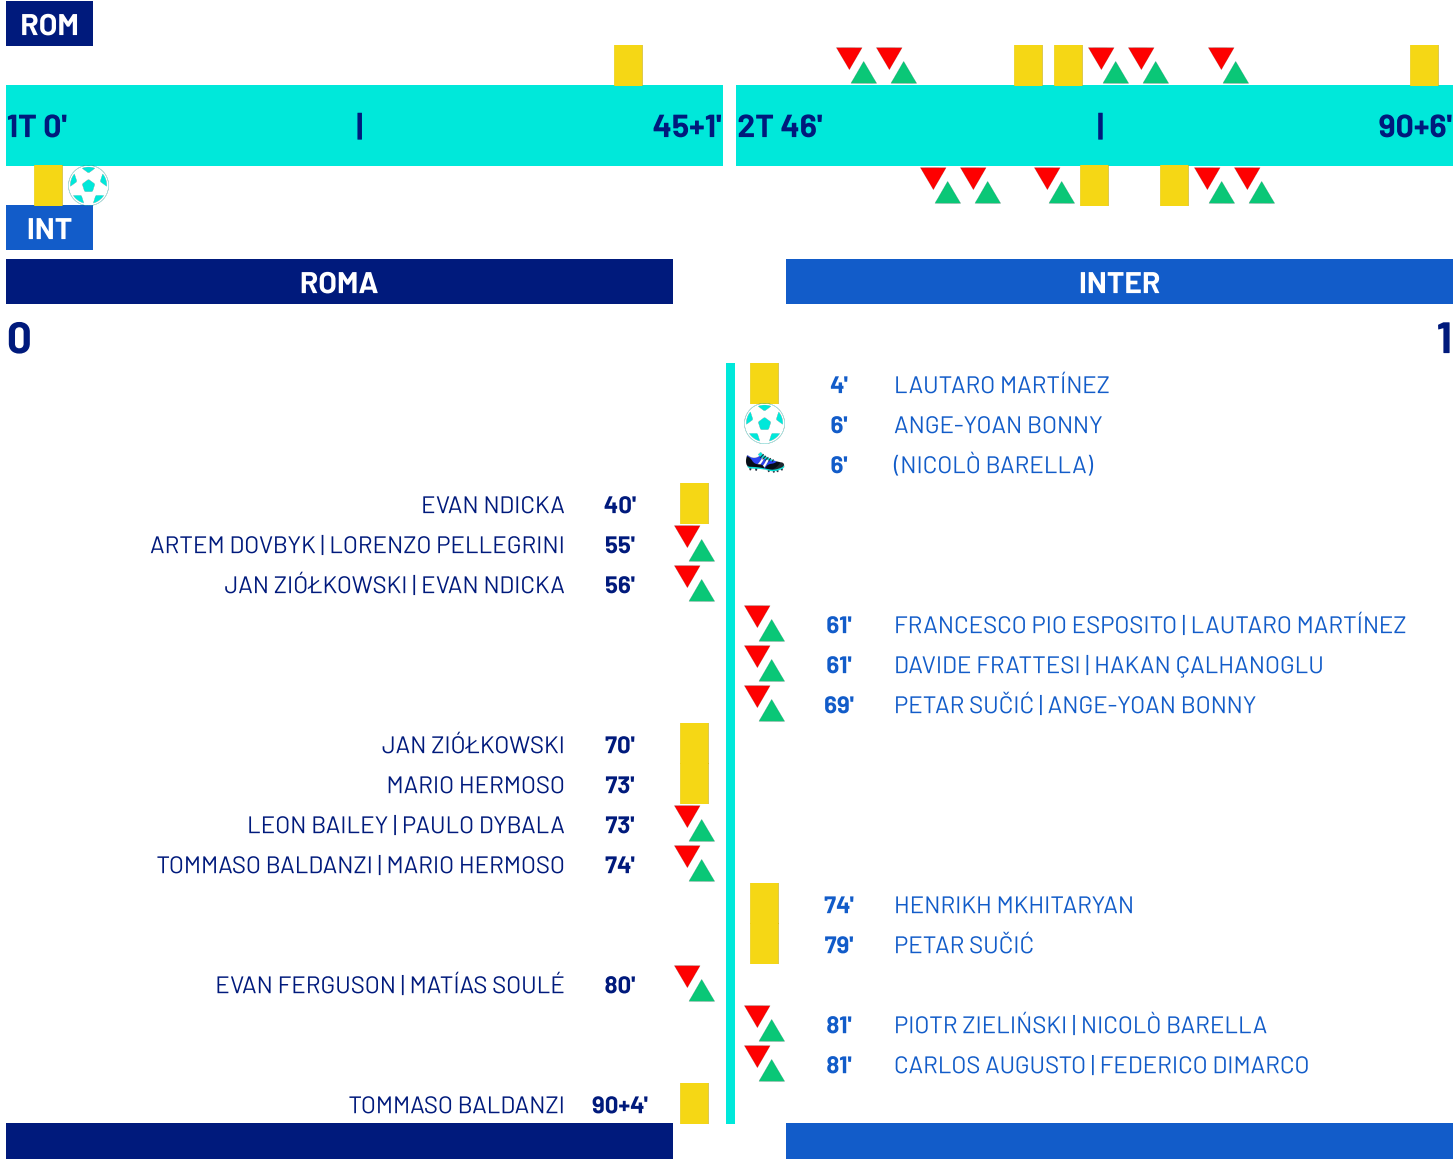 ROM
1T 0' | 45+1' 2T 46' | 90+6'
INT
ROMA INTER
0 1
4' LAUTARO MARTÍNEZ
6' ANGE-YOAN BONNY
6' (NICOLÒ BARELLA)
EVAN NDICKA 40'
ARTEM DOVBYK | LORENZO PELLEGRINI 55'
JAN ZIÓŁKOWSKI | EVAN NDICKA 56'
61' FRANCESCO PIO ESPOSITO | LAUTARO MARTÍNEZ
61' DAVIDE FRATTESI | HAKAN ÇALHANOGLU
69' PETAR SUČIĆ | ANGE-YOAN BONNY
JAN ZIÓŁKOWSKI 70'
MARIO HERMOSO 73'
LEON BAILEY | PAULO DYBALA 73'
TOMMASO BALDANZI | MARIO HERMOSO 74'
74' HENRIKH MKHITARYAN
79' PETAR SUČIĆ
EVAN FERGUSON | MATÍAS SOULÉ 80'
81' PIOTR ZIELIŃSKI | NICOLÒ BARELLA
81' CARLOS AUGUSTO | FEDERICO DIMARCO
TOMMASO BALDANZI 90+4'